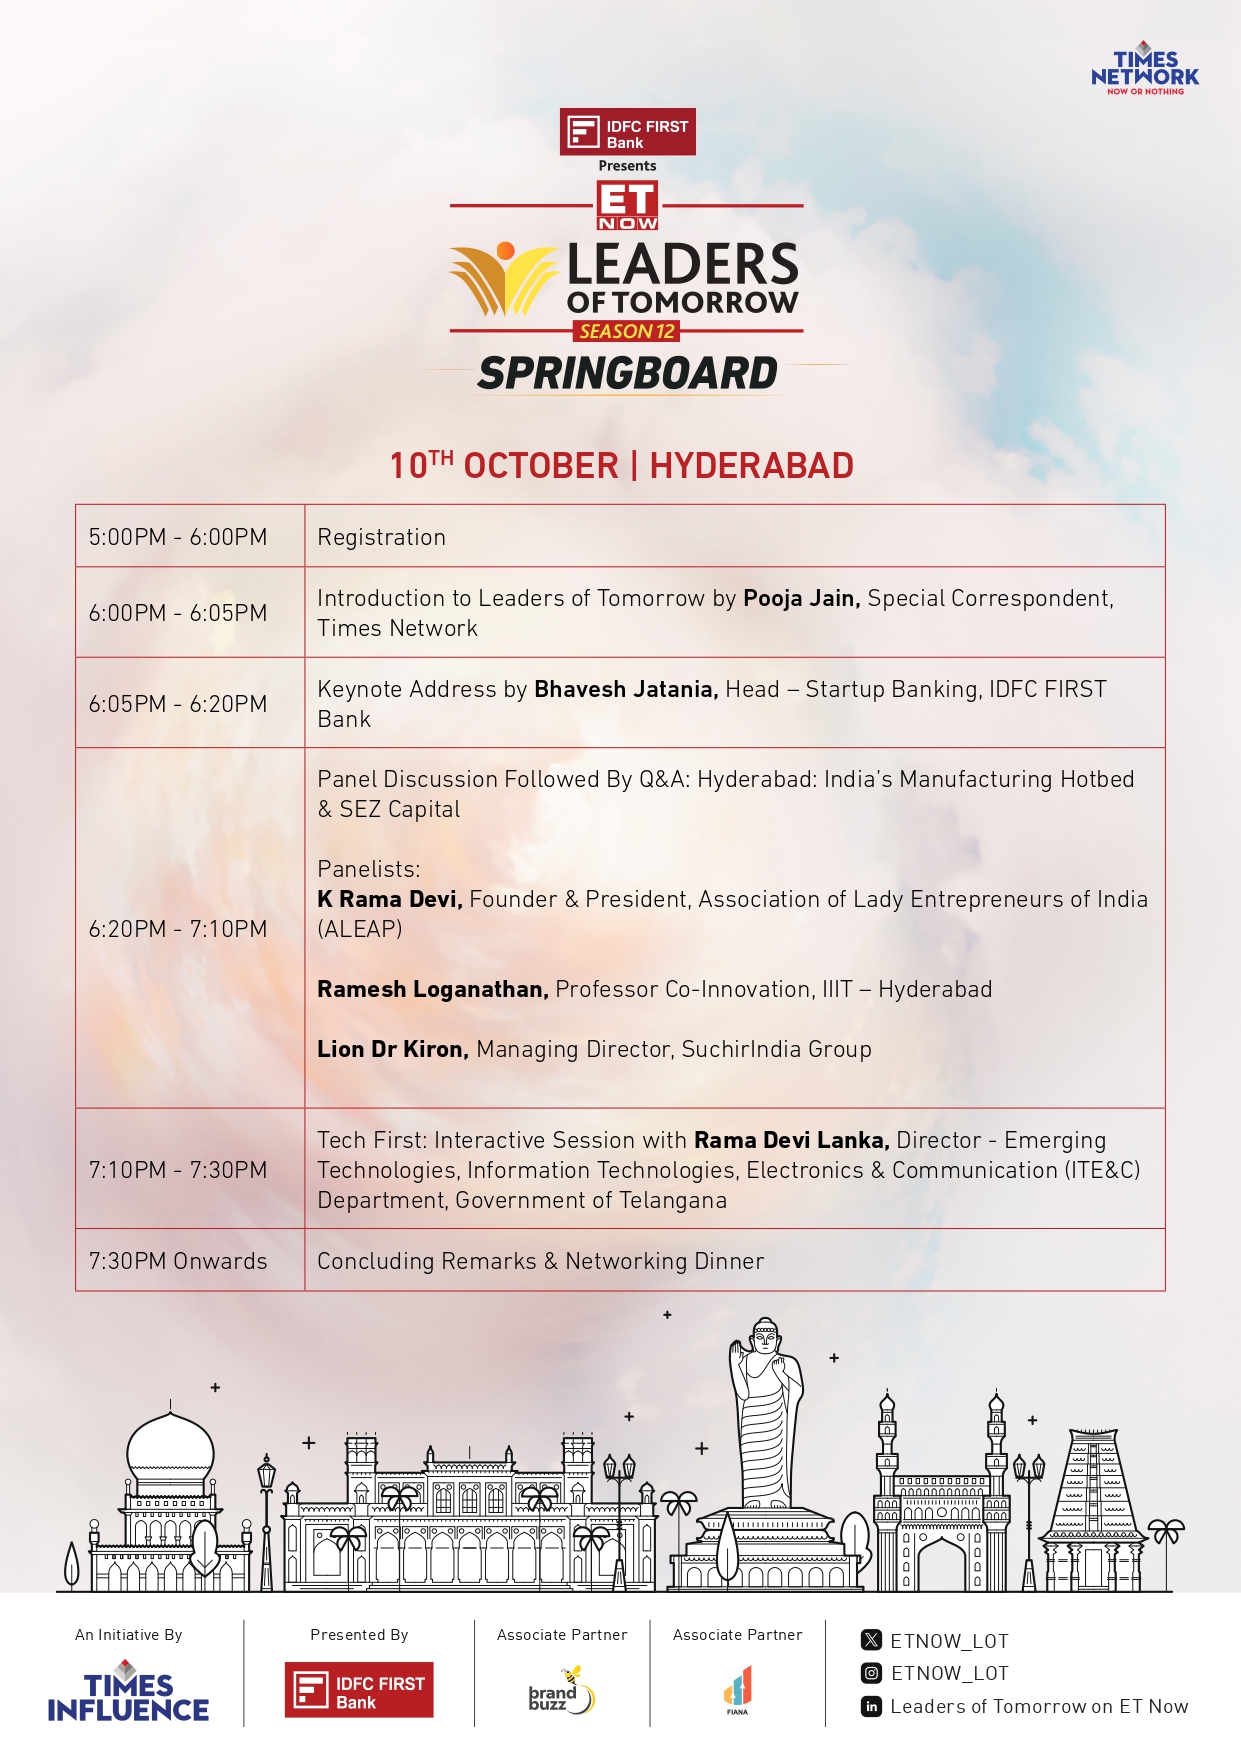 TIMES
NETWORK
NOW OR NOTHING
IDFC FIRST
Bank
Presents
ET
NOW
LEADERS
OF TOMORROW
SEASON 12
SPRINGBOARD
10TH OCTOBER | HYDERABAD
5:00PM - 6:00PM
Registration
6:00PM - 6:05PM
Introduction to Leaders of Tomorrow by Pooja Jain, Special Correspondent,
Times Network
6:05PM - 6:20PM
Keynote Address by Bhavesh Jatania, Head – Startup Banking, IDFC FIRST
Bank
6:20PM - 7:10PM
Panel Discussion Followed By Q&A: Hyderabad: India’s Manufacturing Hotbed
& SEZ Capital
Panelists:
K Rama Devi, Founder & President, Association of Lady Entrepreneurs of India
(ALEAP)
Ramesh Loganathan, Professor Co-Innovation, IIIT – Hyderabad
Lion Dr Kiron, Managing Director, SuchirIndia Group
7:10PM - 7:30PM
Tech First: Interactive Session with Rama Devi Lanka, Director - Emerging
Technologies, Information Technologies, Electronics & Communication (ITE&C)
Department, Government of Telangana
7:30PM Onwards
Concluding Remarks & Networking Dinner
An Initiative By
TIMES
INFLUENCE
Presented By
IDFC FIRST
Bank
Associate Partner
brand
buzz
Associate Partner
FIANA
ETNOW_LOT
ETNOW_LOT
Leaders of Tomorrow on ET Now